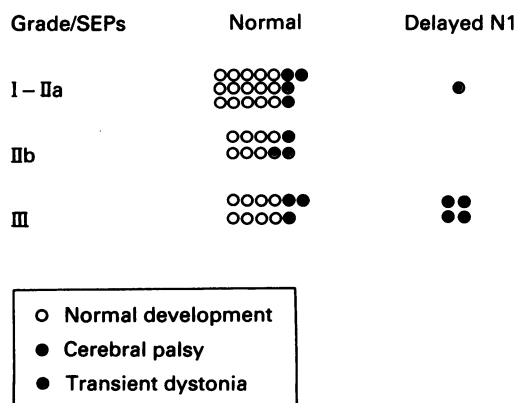 Grade/SEPs Normal Delayed N1
I – IIa
IIb
III
Normal development
Cerebral palsy
Transient dystonia